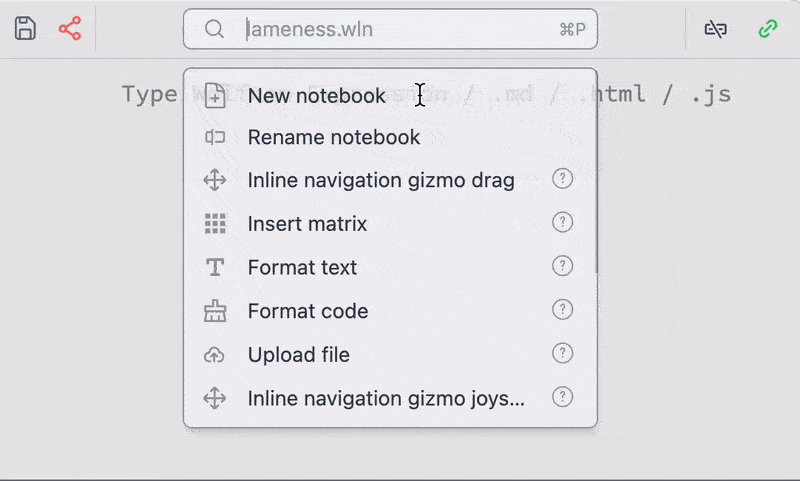 lameness.wln ⌘P
Type / .md / .html / .js
New notebook
Rename notebook
Inline navigation gizmo drag
Insert matrix
Format text
Format code
Upload file
Inline navigation gizmo joys...